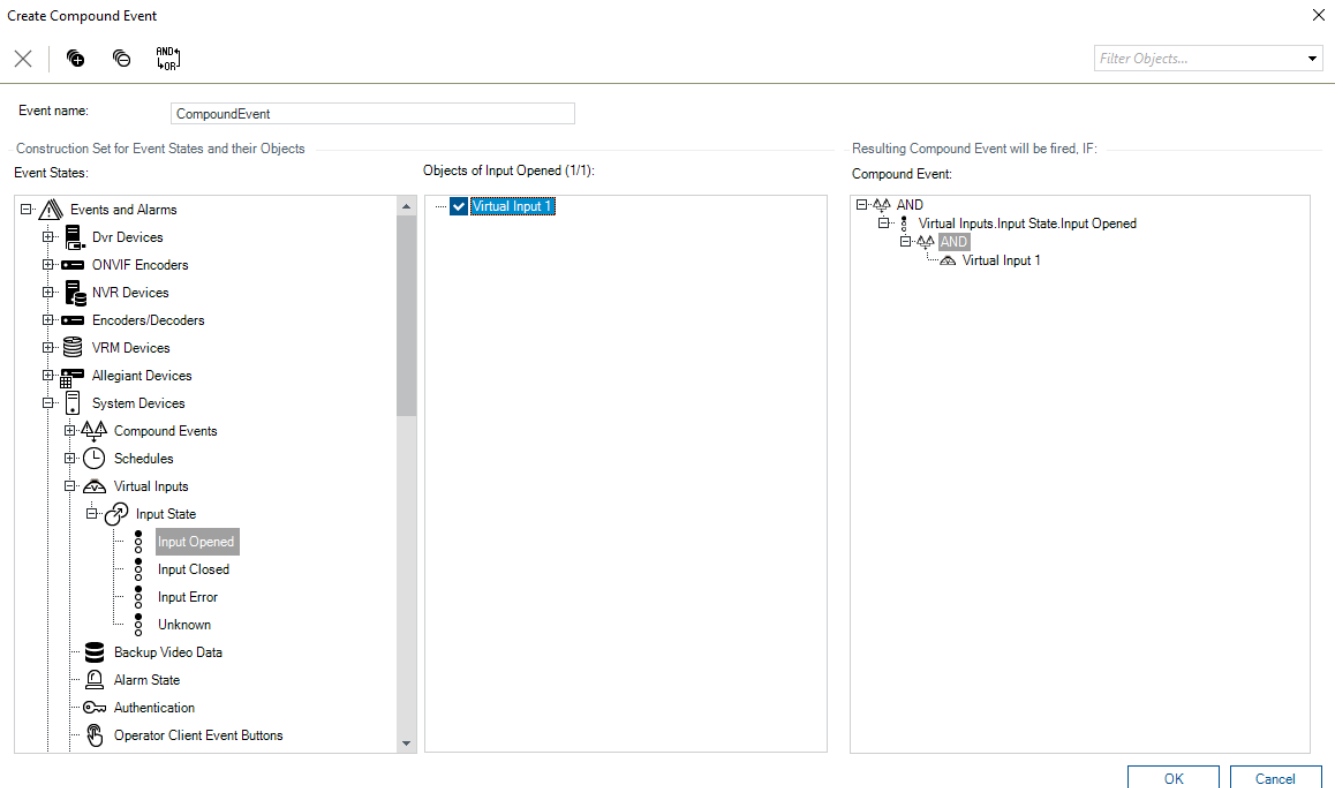 Create Compound Event
AND
OR
Filter Objects...
Event name:
CompoundEvent
Construction Set for Event States and their Objects
Event States:
Objects of Input Opened (1/1):
Events and Alarms
Dvr Devices
ONVIF Encoders
NVR Devices
Encoders/Decoders
VRM Devices
Allegiant Devices
System Devices
Compound Events
Schedules
Virtual Inputs
Input State
Input Opened
Input Closed
Input Error
Unknown
Backup Video Data
Alarm State
Authentication
Operator Client Event Buttons
Virtual Input 1
Resulting Compound Event will be fired, IF:
Compound Event:
AND
Virtual Inputs.Input State.Input Opened
AND
Virtual Input 1
OK
Cancel